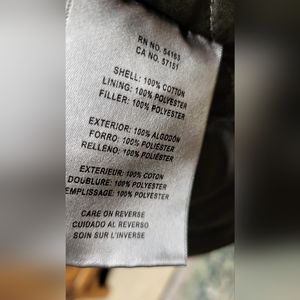 RN NO. 54163
CA NO. 57151
SHELL: 100% COTTON
LINING: 100% POLYESTER
FILLER: 100% POLYESTER
EXTERIOR: 100% ALGODÓN
FORRO: 100% POLIÉSTER
RELLENO: 100% POLIÉSTER
EXTERIEUR: 100% COTON
DOUBLURE: 100% POLYESTER
EMPLISSAGE: 100% POLYESTER
CARE ON REVERSE
CUIDADO AL REVERSO
SOIN SUR L'INVERSE